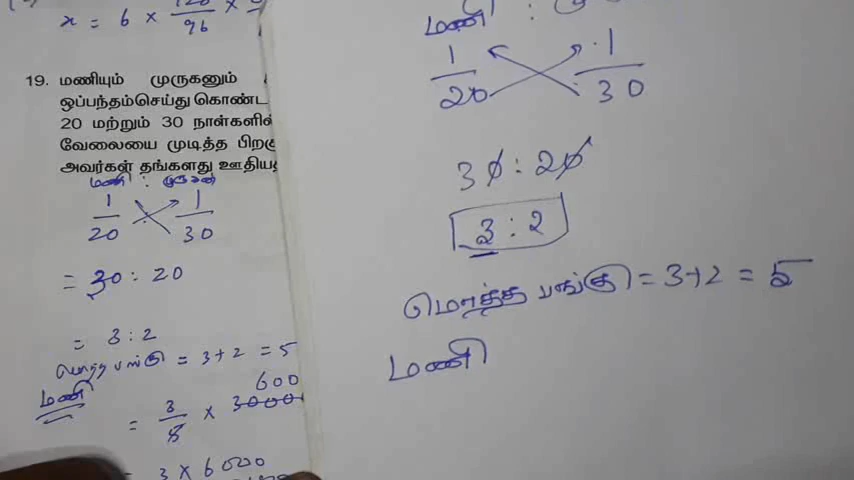 x = 6 × 120/96 ×
19. மணியும் முருகனும்
ஒப்பந்தம்செய்து கொண்ட
20 மற்றும் 30 நாள்களில்
வேலையை முடித்த பிறகு
அவர்கள் தங்களது ஊதிய
மணி : முருகன்
1/20 1/30
= 30 : 20
= 3 : 2
மொத்த பங்கு = 3+2 = 5
மணி
600
= 3/5 × 3000
3 × 6000
மணி :
1/20 1/30
30 : 20
3 : 2
மொத்த பங்கு = 3+2 = 5
மணி